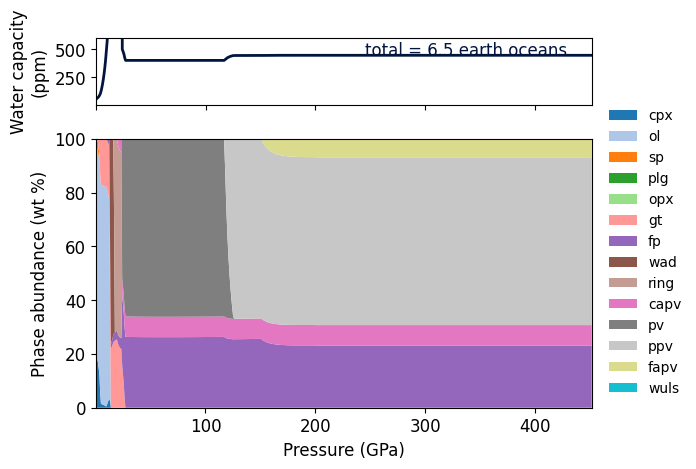 Water capacity
(ppm)
500
250
total = 6.5 earth oceans
Phase abundance (wt %)
100
80
60
40
20
0
100
200
300
400
Pressure (GPa)
cpx
ol
sp
plg
opx
gt
fp
wad
ring
capv
pv
ppv
fapv
wuls